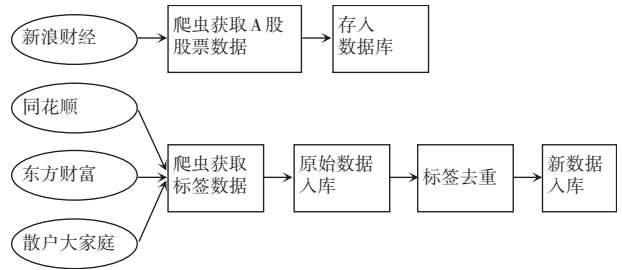 新浪财经
爬虫获取A股
股票数据
存入
数据库
同花顺
东方财富
散户大家庭
爬虫获取
标签数据
原始数据
入库
标签去重
新数据
入库